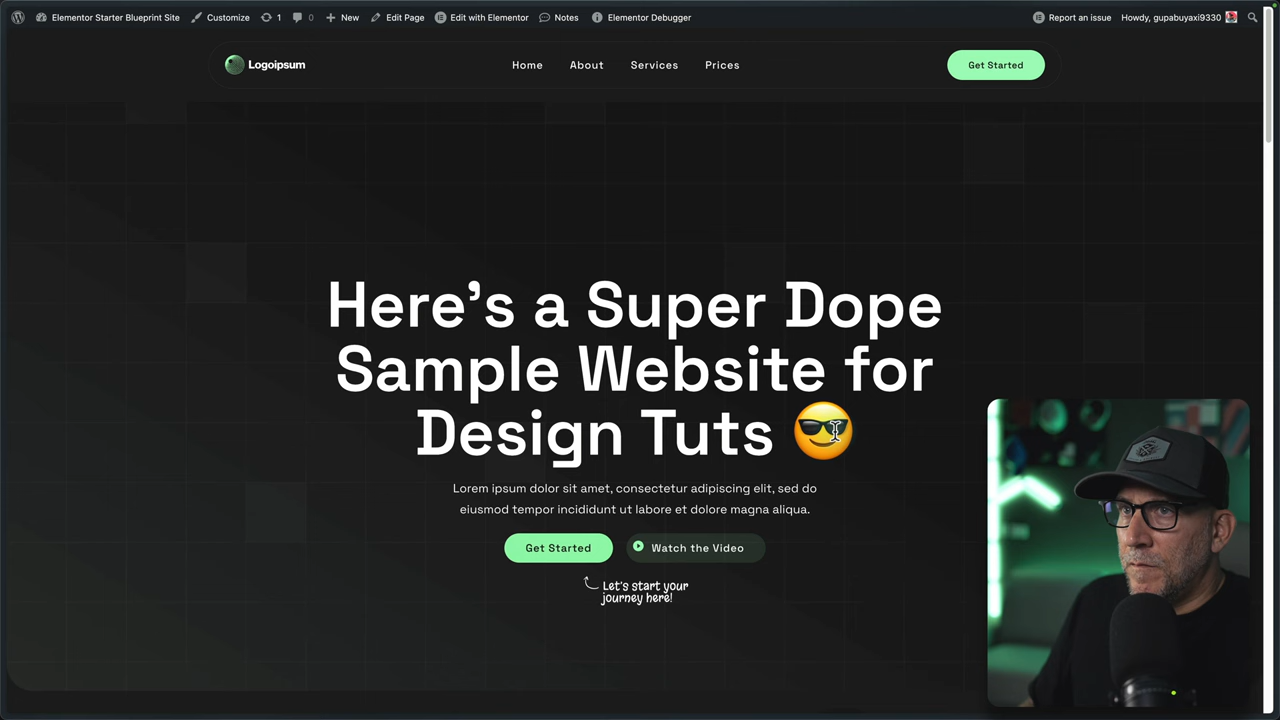 Elementor Starter Blueprint Site Customize 1 0 New Edit Page Edit with Elementor Notes Elementor Debugger Report an issue Howdy, gupabuyaxi9330
Logoipsum Home About Services Prices Get Started
Here’s a Super Dope
Sample Website for
Design Tuts 😎
Lorem ipsum dolor sit amet, consectetur adipiscing elit, sed do
eiusmod tempor incididunt ut labore et dolore magna aliqua.
Get Started Watch the Video
Let's start your
journey here!